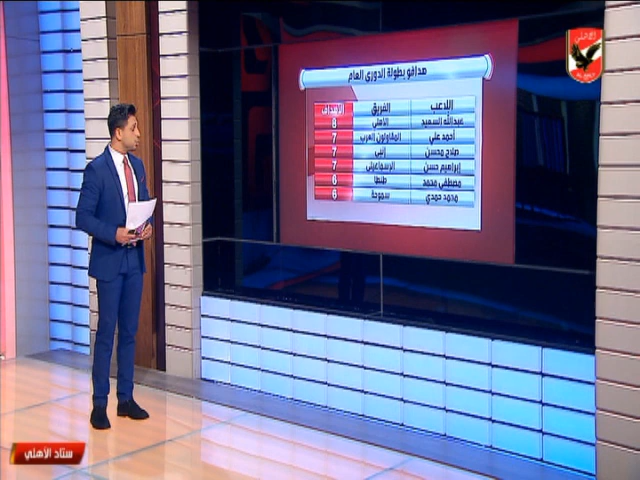 هدافو بطولة الدوري العام
اللاعب الفريق الأهداف
عبدالله السعيد الأهلي 8
أحمد علي المقاولون العرب 7
صلاح محسن إنبي 7
إبراهيم حسن الإسماعيلي 7
مصطفى محمد طنطا 6
محمد حمدي سموحة 6
ستاد الأهلي